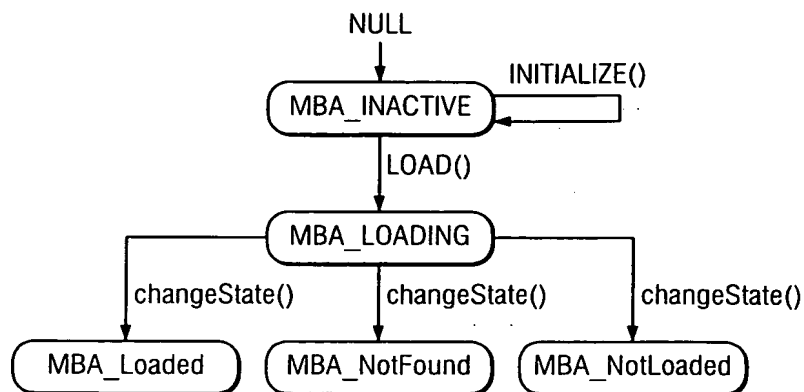 NULL
INITIALIZE()
MBA_INACTIVE
LOAD()
MBA_LOADING
changeState()
changeState()
changeState()
MBA_Loaded
MBA_NotFound
MBA_NotLoaded